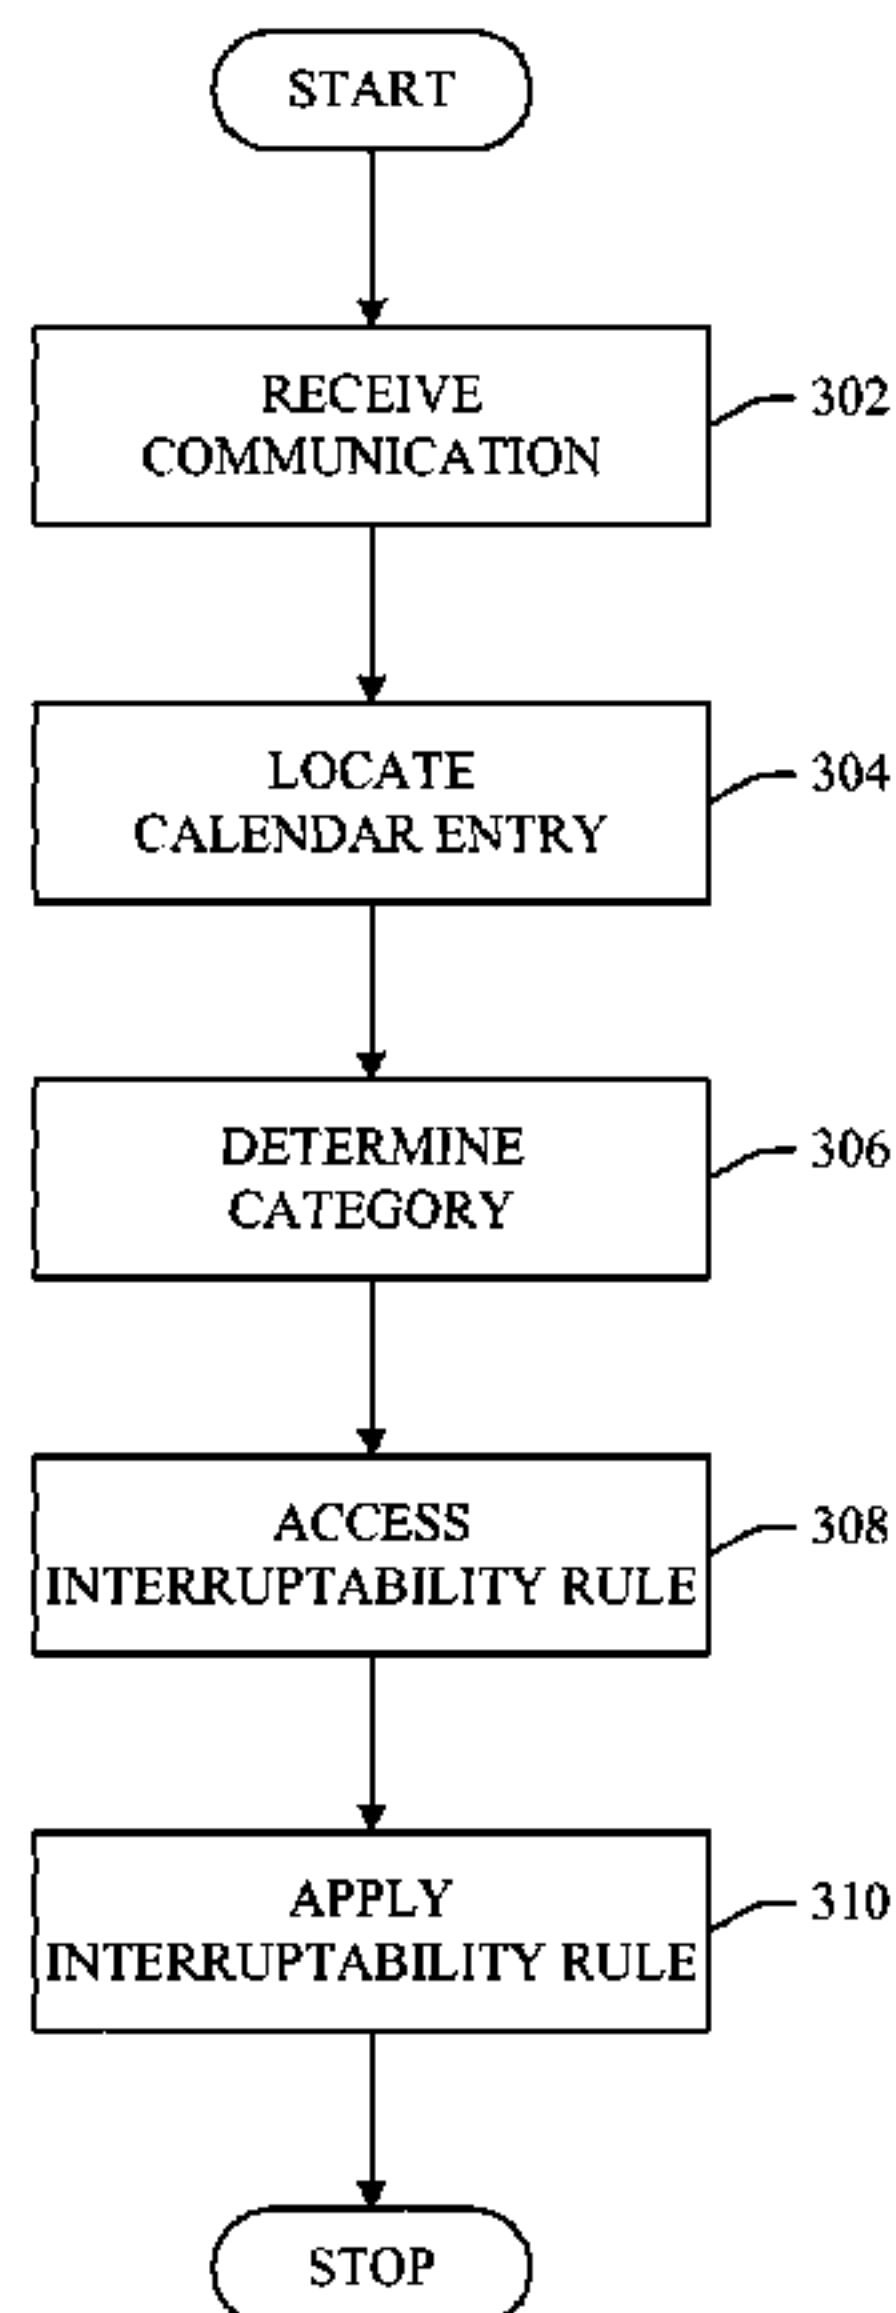 START
RECEIVE
COMMUNICATION
302
LOCATE
CALENDAR ENTRY
304
DETERMINE
CATEGORY
306
ACCESS
INTERRUPTABILITY RULE
308
APPLY
INTERRUPTABILITY RULE
310
STOP